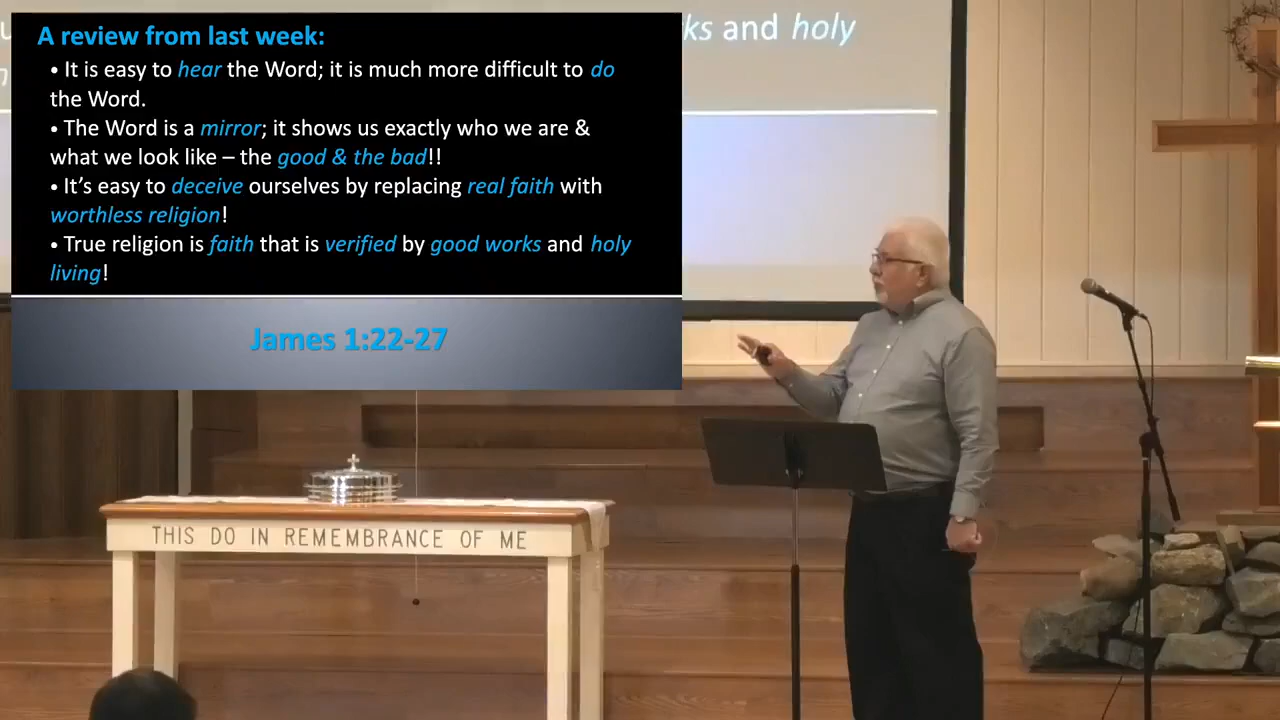 A review from last week:
• It is easy to hear the Word; it is much more difficult to do
the Word.
• The Word is a mirror; it shows us exactly who we are &
what we look like – the good & the bad!!
• It's easy to deceive ourselves by replacing real faith with
worthless religion!
• True religion is faith that is verified by good works and holy
living!
James 1:22-27
ks and holy
THIS DO IN REMEMBRANCE OF ME